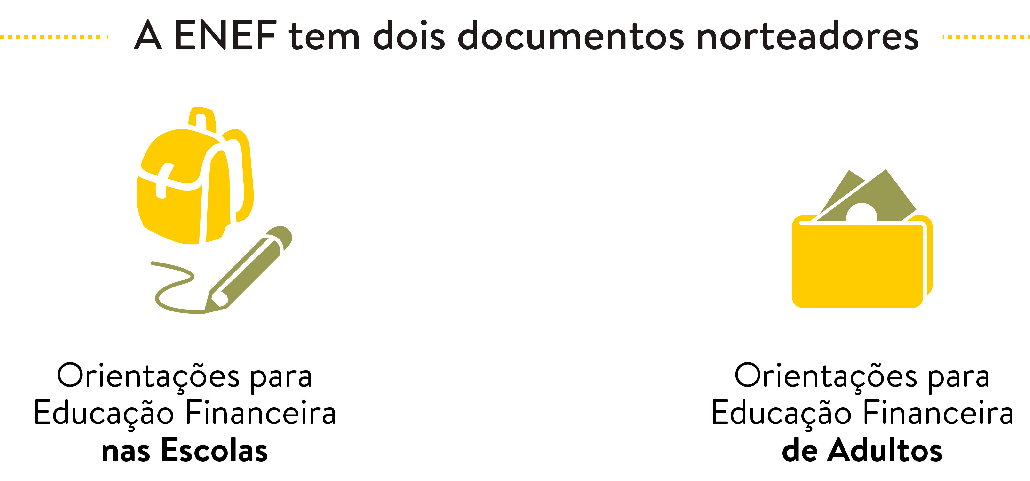 A ENEF tem dois documentos norteadores
Orientações para
Educação Financeira
nas Escolas
Orientações para
Educação Financeira
de Adultos